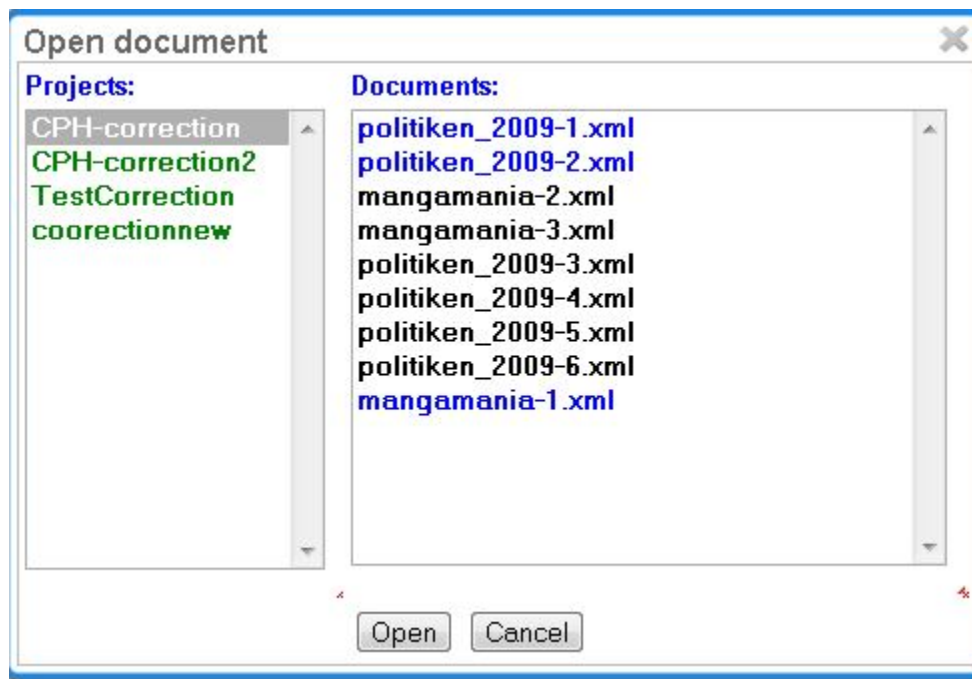 Open document
Projects:
CPH-correction
CPH-correction2
TestCorrection
coorectionnew
Documents:
politiken_2009-1.xml
politiken_2009-2.xml
mangamania-2.xml
mangamania-3.xml
politiken_2009-3.xml
politiken_2009-4.xml
politiken_2009-5.xml
politiken_2009-6.xml
mangamania-1.xml
Open
Cancel